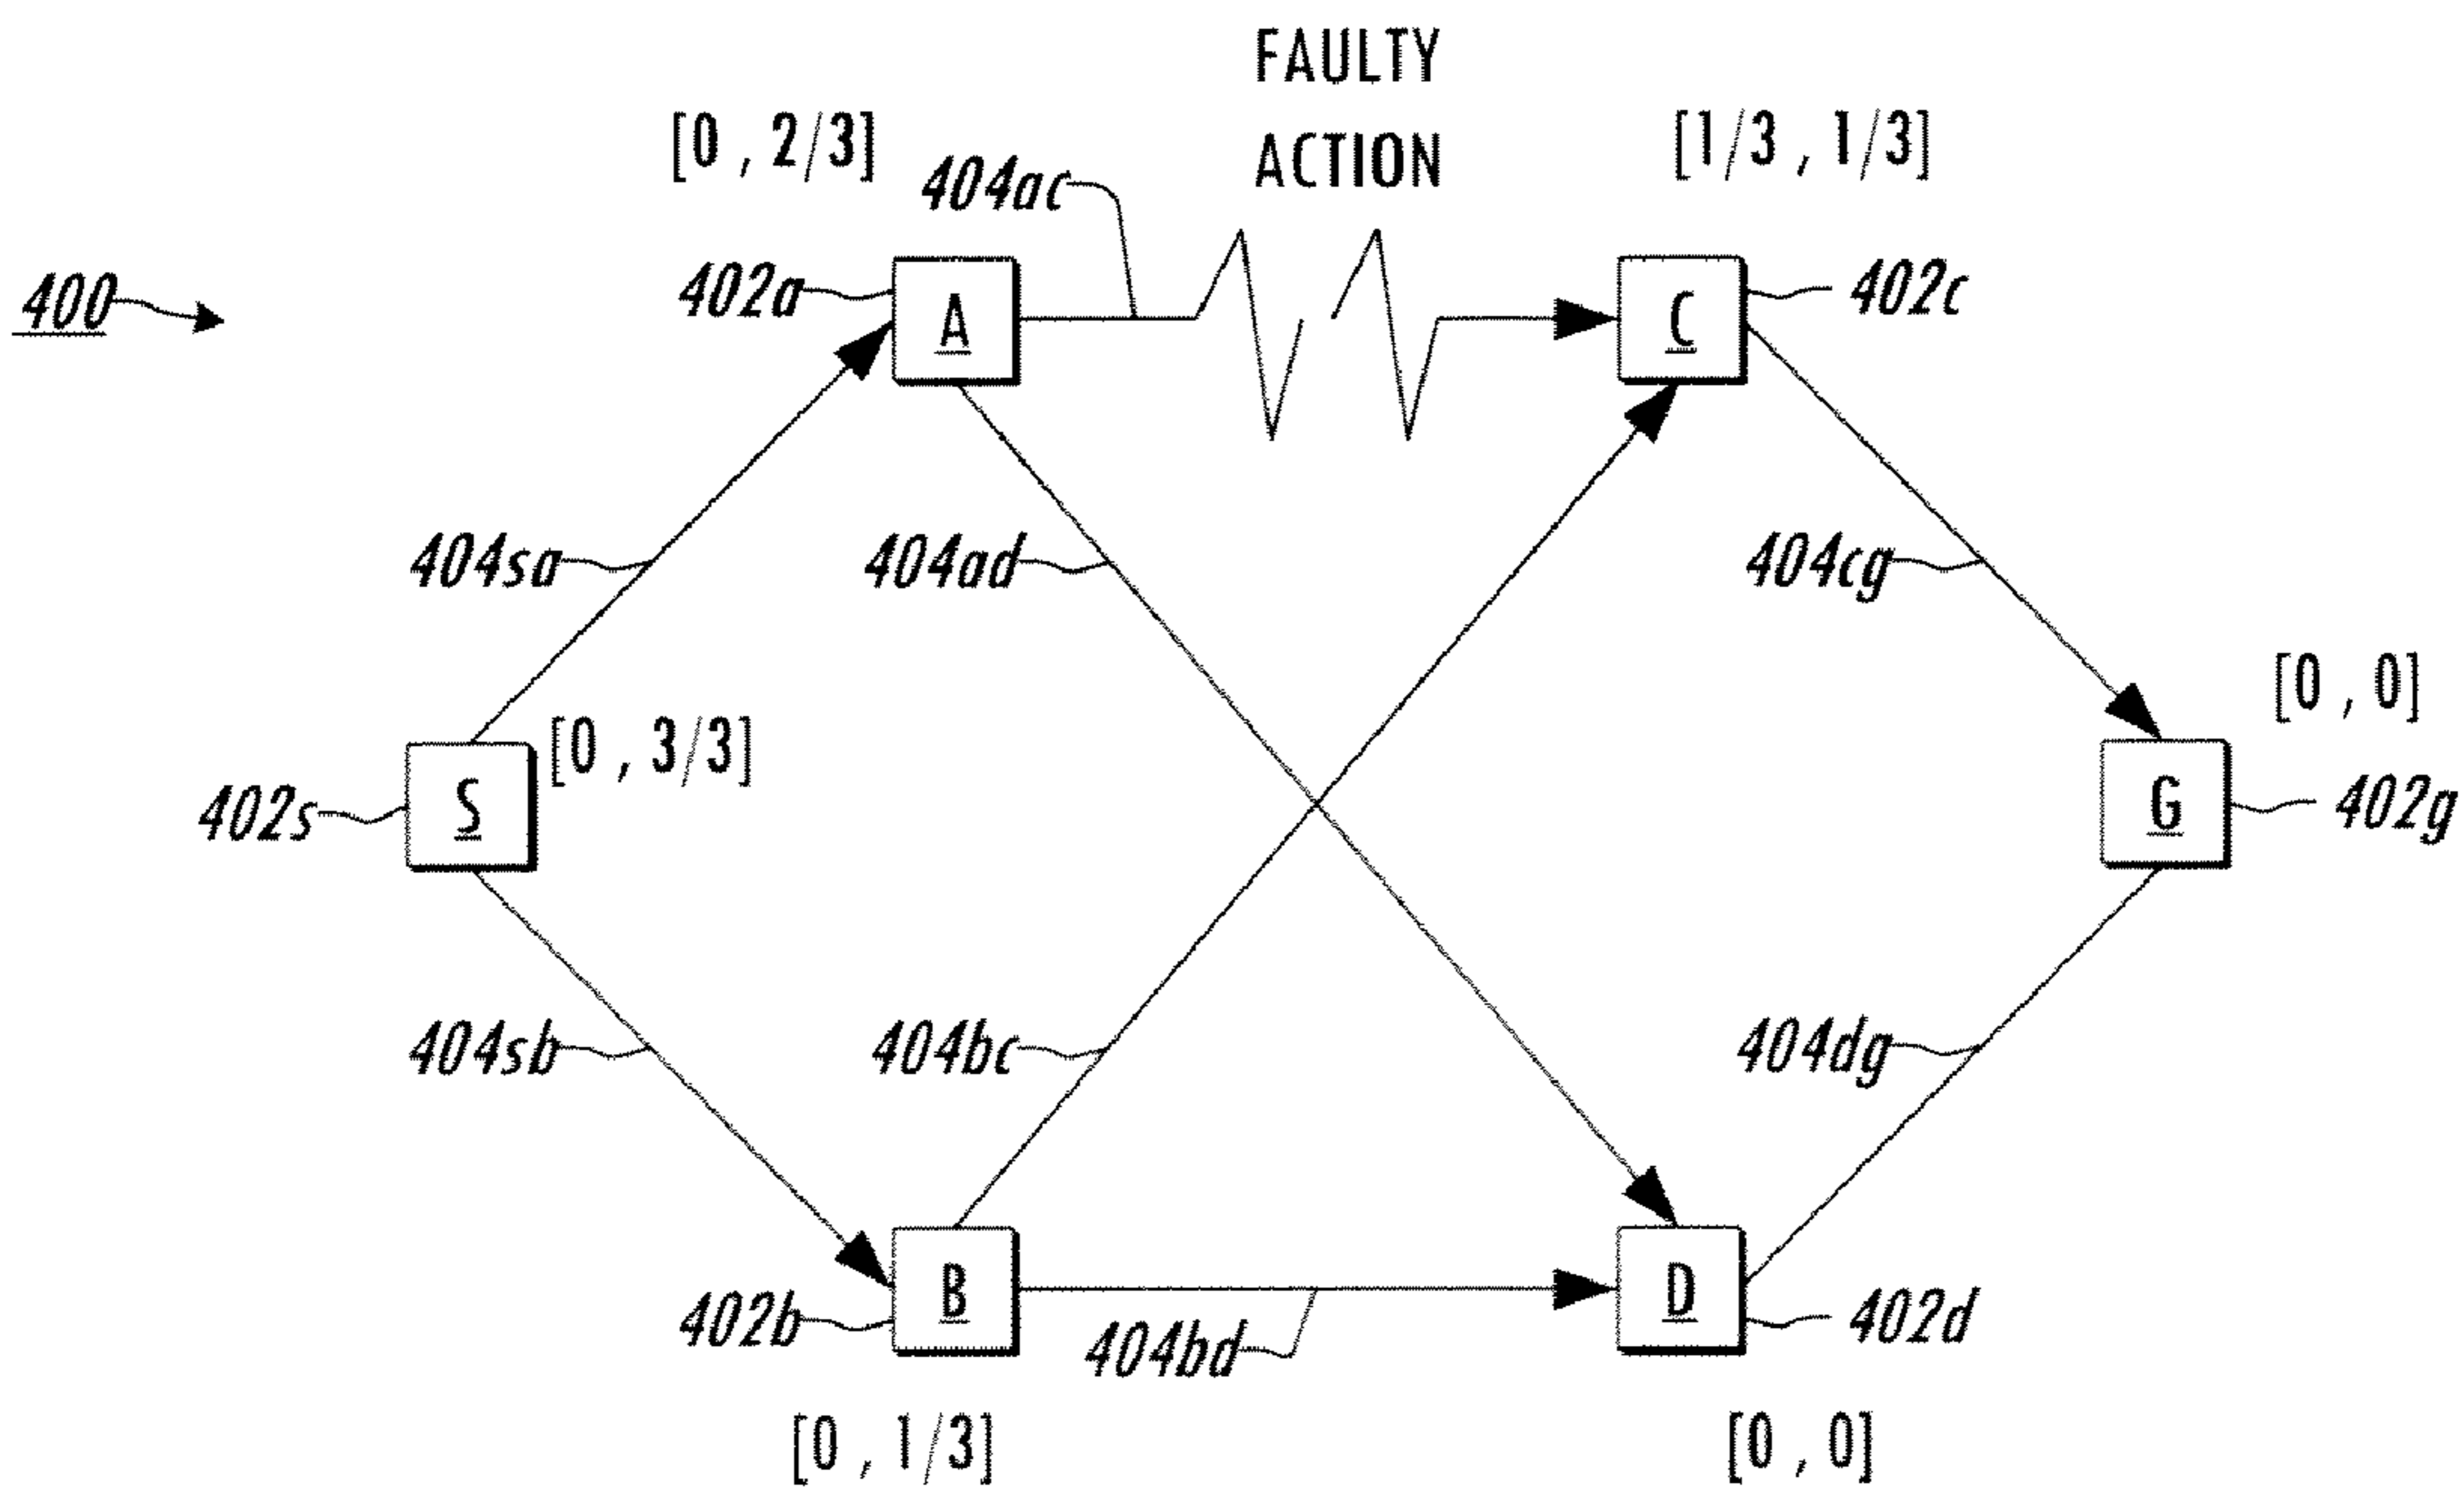 FAULTY
ACTION
[0 , 2/3]
[1/3 , 1/3]
404ac
400
402a
A
C
402c
404sa
404ad
404cg
[0 , 0]
[0 , 3/3]
402s
S
G
402g
404sb
404bc
404dg
402b
B
D
402d
404bd
[0 , 1/3]
[0 , 0]